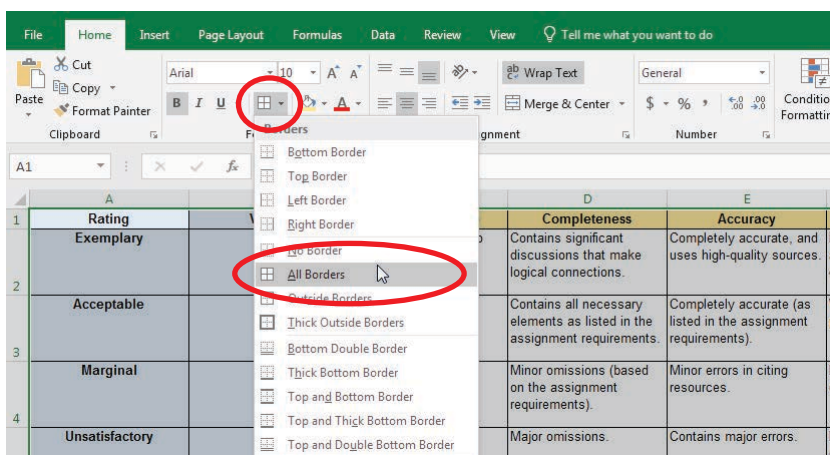 File Home Insert Page Layout Formulas Data Review View Tell me what you want to do
Cut
Copy
Format Painter
Paste
Arial 10 A A
B I U A
ab Wrap Text
Merge & Center
General
$ % , .0 .00
Clipboard Number
A1 fx
A D E
1 Rating Completeness Accuracy
Borders
Bottom Border
Top Border
Left Border
Right Border
No Border
All Borders
Outside Borders
Thick Outside Borders
Bottom Double Border
Thick Bottom Border
Top and Bottom Border
Top and Thick Bottom Border
Top and Double Bottom Border
Exemplary
Contains significant
discussions that make
logical connections.
Completely accurate, and
uses high-quality sources.
2
Acceptable
Contains all necessary
elements as listed in the
assignment requirements.
Completely accurate (as
listed in the assignment
requirements).
3
Marginal
Minor omissions (based
on the assignment
requirements).
Minor errors in citing
resources.
4
Unsatisfactory
Major omissions.
Contains major errors.